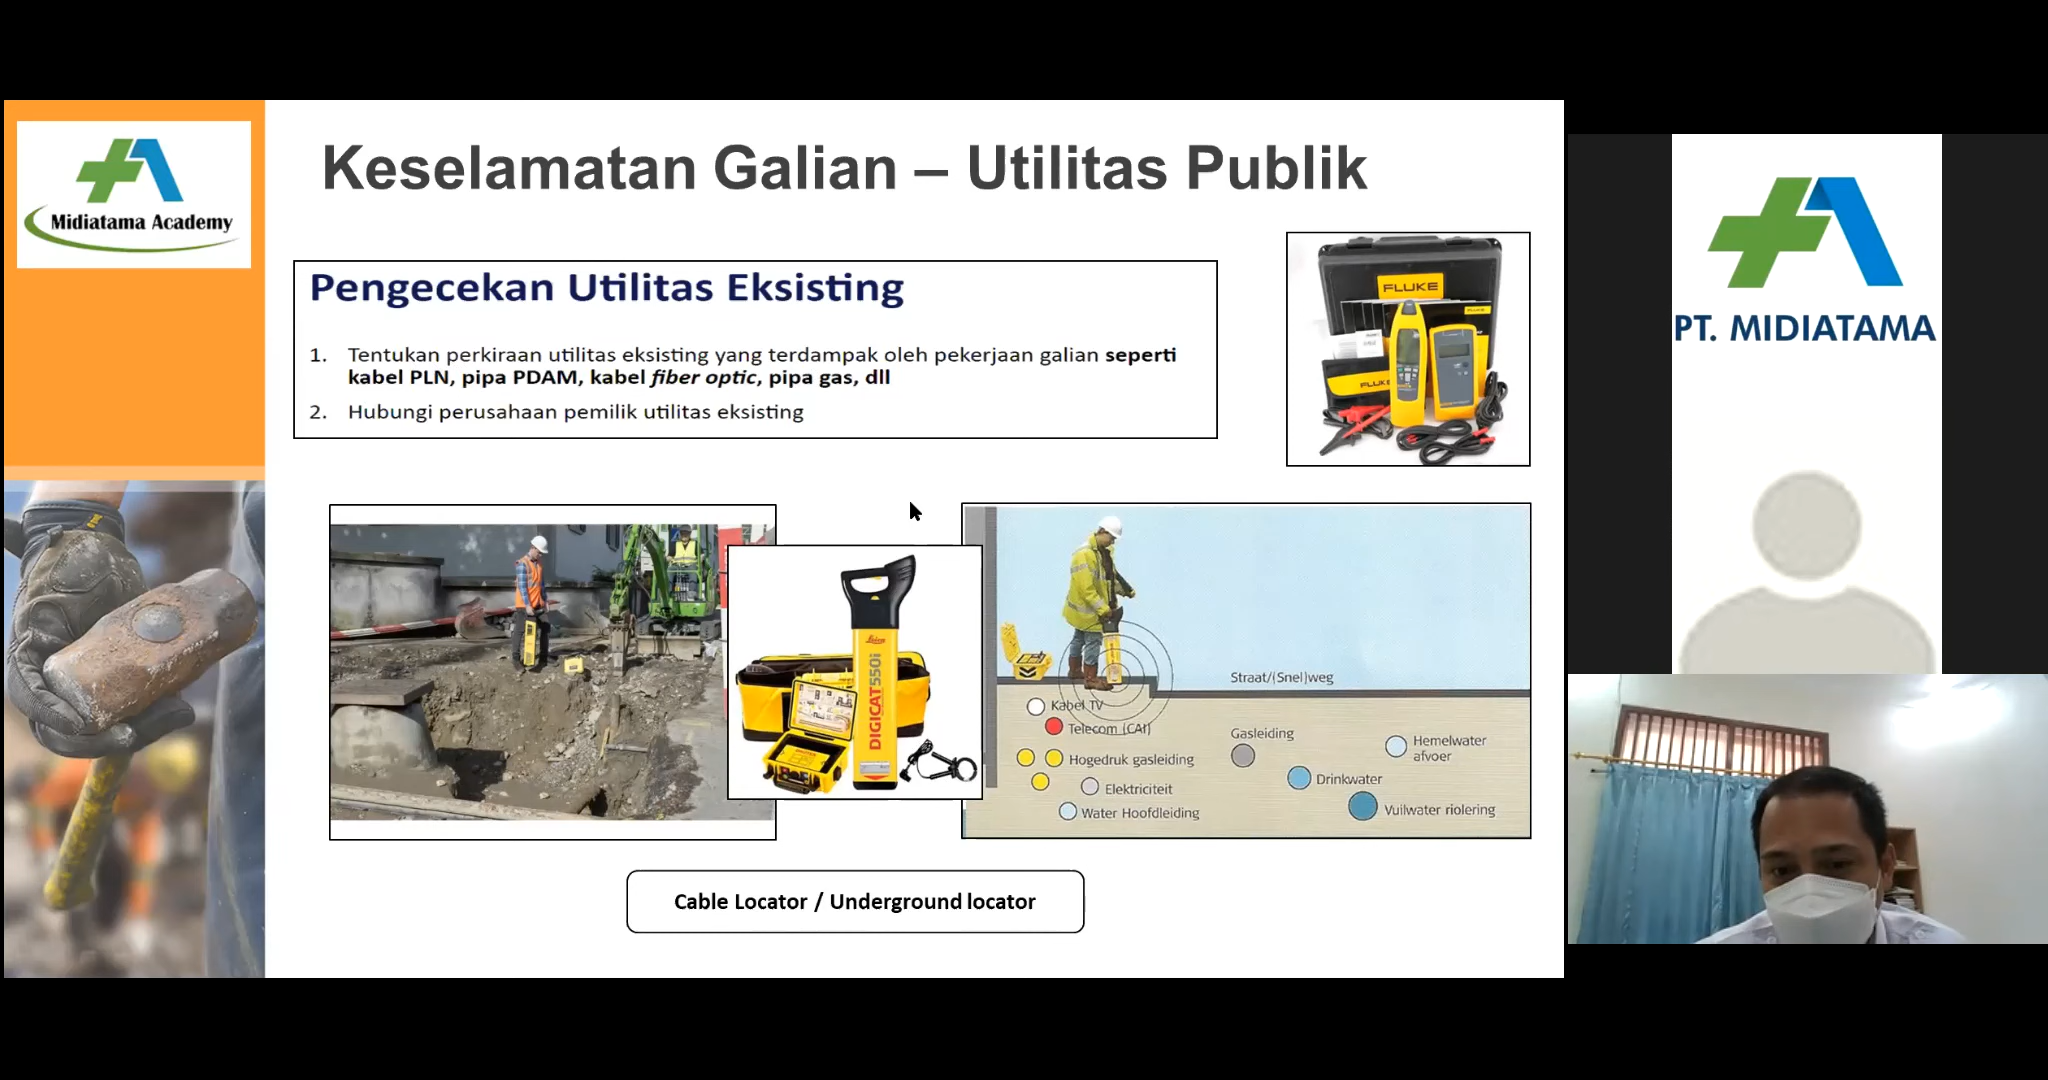 Midiatama Academy
Keselamatan Galian – Utilitas Publik
Pengecekan Utilitas Eksisting
1. Tentukan perkiraan utilitas eksisting yang terdampak oleh pekerjaan galian seperti
kabel PLN, pipa PDAM, kabel fiber optic, pipa gas, dll
2. Hubungi perusahaan pemilik utilitas eksisting
FLUKE
FLUKE
Leica
DIGICAT550i
Straat/(Snel)weg
Kabel TV
Telecom (CAI)
Hogedruk gasleiding
Elektriciteit
Water Hoofdleiding
Gasleiding
Drinkwater
Hemelwater
afvoer
Vuilwater riolering
Cable Locator / Underground locator
PT. MIDIATAMA